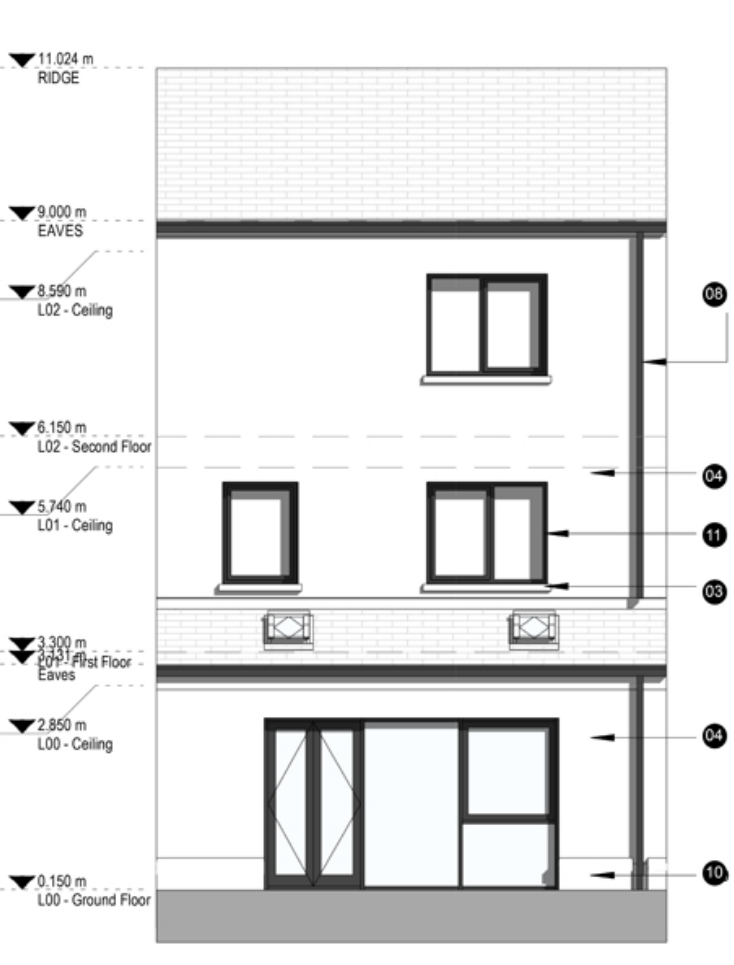 11.024 m
RIDGE
9.000 m
EAVES
08
8.590 m
L02 - Ceiling
6.150 m
L02 - Second Floor
04
5.740 m
L01 - Ceiling
11
03
3.300 m
3.131 m
L01 - First Floor
Eaves
2.850 m
L00 - Ceiling
04
10
0.150 m
L00 - Ground Floor